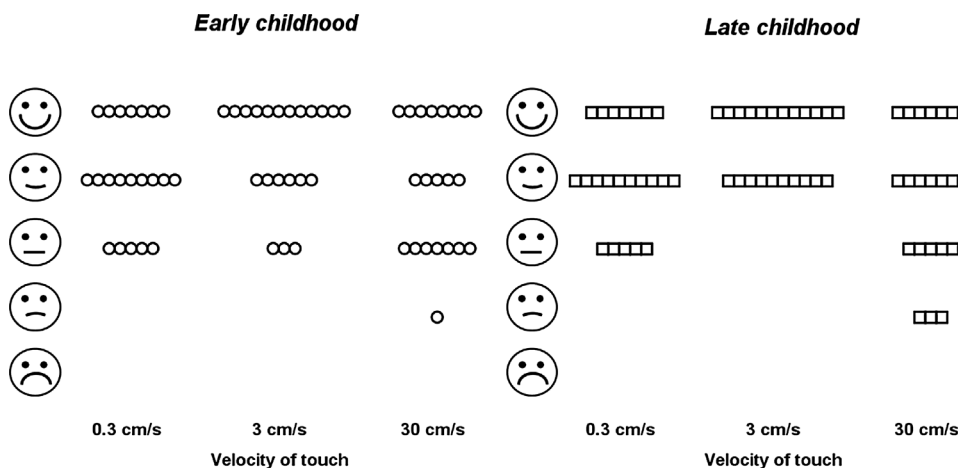 Early childhood
Late childhood
0.3 cm/s 3 cm/s 30 cm/s
Velocity of touch
0.3 cm/s 3 cm/s 30 cm/s
Velocity of touch